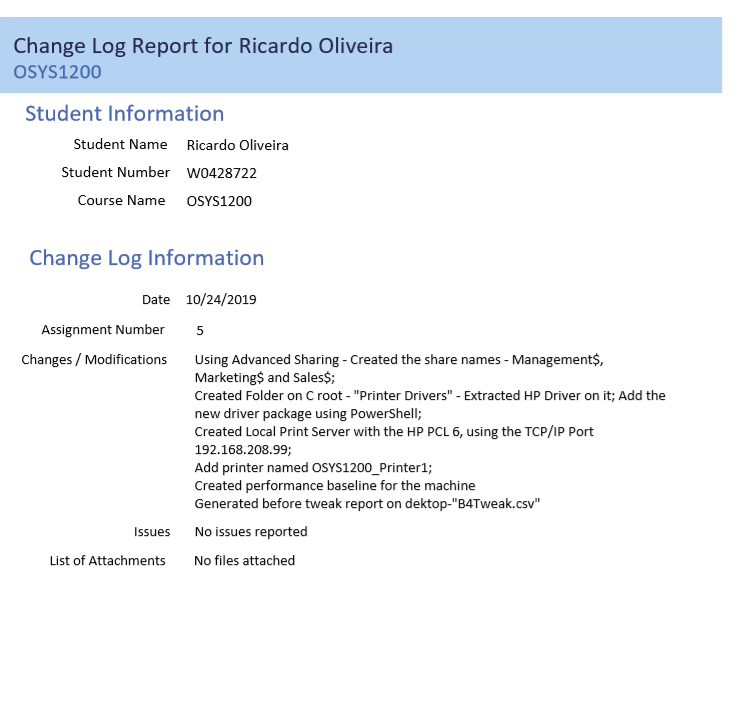 Change Log Report for Ricardo Oliveira
OSYS1200
Student Information
Student Name Ricardo Oliveira
Student Number W0428722
Course Name OSYS1200
Change Log Information
Date 10/24/2019
Assignment Number 5
Changes / Modifications Using Advanced Sharing - Created the share names - Management$,
Marketing$ and Sales$;
Created Folder on C root - "Printer Drivers" - Extracted HP Driver on it; Add the
new driver package using PowerShell;
Created Local Print Server with the HP PCL 6, using the TCP/IP Port
192.168.208.99;
Add printer named OSYS1200_Printer1;
Created performance baseline for the machine
Generated before tweak report on dektop-"B4Tweak.csv"
Issues No issues reported
List of Attachments No files attached